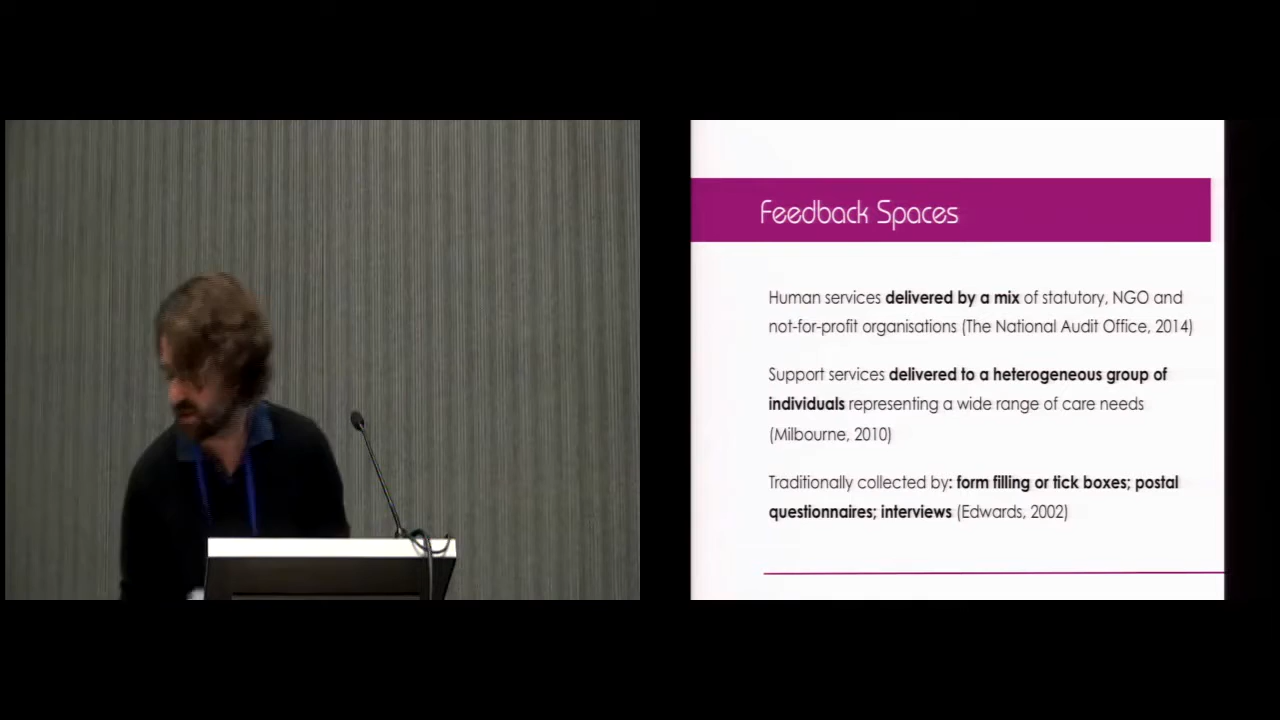 Feedback Spaces
Human services delivered by a mix of statutory, NGO and
not-for-profit organisations (The National Audit Office, 2014)
Support services delivered to a heterogeneous group of
individuals representing a wide range of care needs
(Milbourne, 2010)
Traditionally collected by: form filling or tick boxes; postal
questionnaires; interviews (Edwards, 2002)